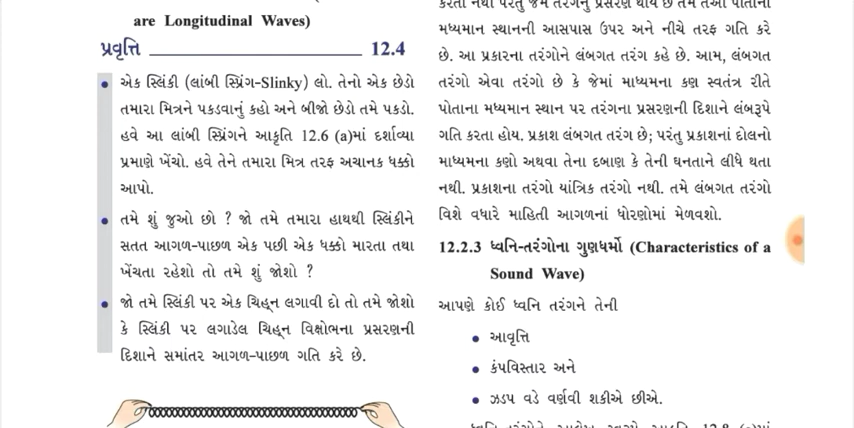 are Longitudinal Waves)
પ્રવૃત્તિ 12.4
• એક સ્લિંકી (લાંબી સ્પ્રિંગ-Slinky) લો. તેનો એક છેડો
તમારા મિત્રને પકડવાનું કહો અને બીજો છેડો તમે પકડો.
હવે આ લાંબી સ્પ્રિંગને આકૃતિ 12.6 (a)માં દર્શાવ્યા
પ્રમાણે ખેંચો. હવે તેને તમારા મિત્ર તરફ અચાનક ધક્કો
આપો.
• તમે શું જુઓ છો ? જો તમે તમારા હાથથી સ્લિંકીને
સતત આગળ-પાછળ એક પછી એક ધક્કો મારતા તથા
ખેંચતા રહેશો તો તમે શું જોશો ?
• જો તમે સ્લિંકી પર એક ચિહ્ન લગાવી દો તો તમે જોશો
કે સ્લિંકી પર લગાડેલ ચિહ્ન વિક્ષોભના પ્રસરણની
દિશાને સમાંતર આગળ-પાછળ ગતિ કરે છે.
કરતા નથી પરંતુ જેમ તરંગનું પ્રસરણ થાય છે તેમ તેઓ પોતાના
મધ્યમાન સ્થાનની આસપાસ ઉપર અને નીચે તરફ ગતિ કરે
છે. આ પ્રકારના તરંગોને લંબગત તરંગ કહે છે. આમ, લંબગત
તરંગો એવા તરંગો છે કે જેમાં માધ્યમના કણ સ્વતંત્ર રીતે
પોતાના મધ્યમાન સ્થાન પર તરંગના પ્રસરણની દિશાને લંબરૂપે
ગતિ કરતા હોય. પ્રકાશ લંબગત તરંગ છે; પરંતુ પ્રકાશનાં દોલનો
માધ્યમના કણો અથવા તેના દબાણ કે તેની ઘનતાને લીધે થતા
નથી. પ્રકાશના તરંગો યાંત્રિક તરંગો નથી. તમે લંબગત તરંગો
વિશે વધારે માહિતી આગળનાં ધોરણોમાં મેળવશો.
12.2.3 ધ્વનિ-તરંગોના ગુણધર્મો (Characteristics of a
Sound Wave)
આપણે કોઈ ધ્વનિ તરંગને તેની
• આવૃત્તિ
• કંપવિસ્તાર અને
• ઝડપ વડે વર્ણવી શકીએ છીએ.